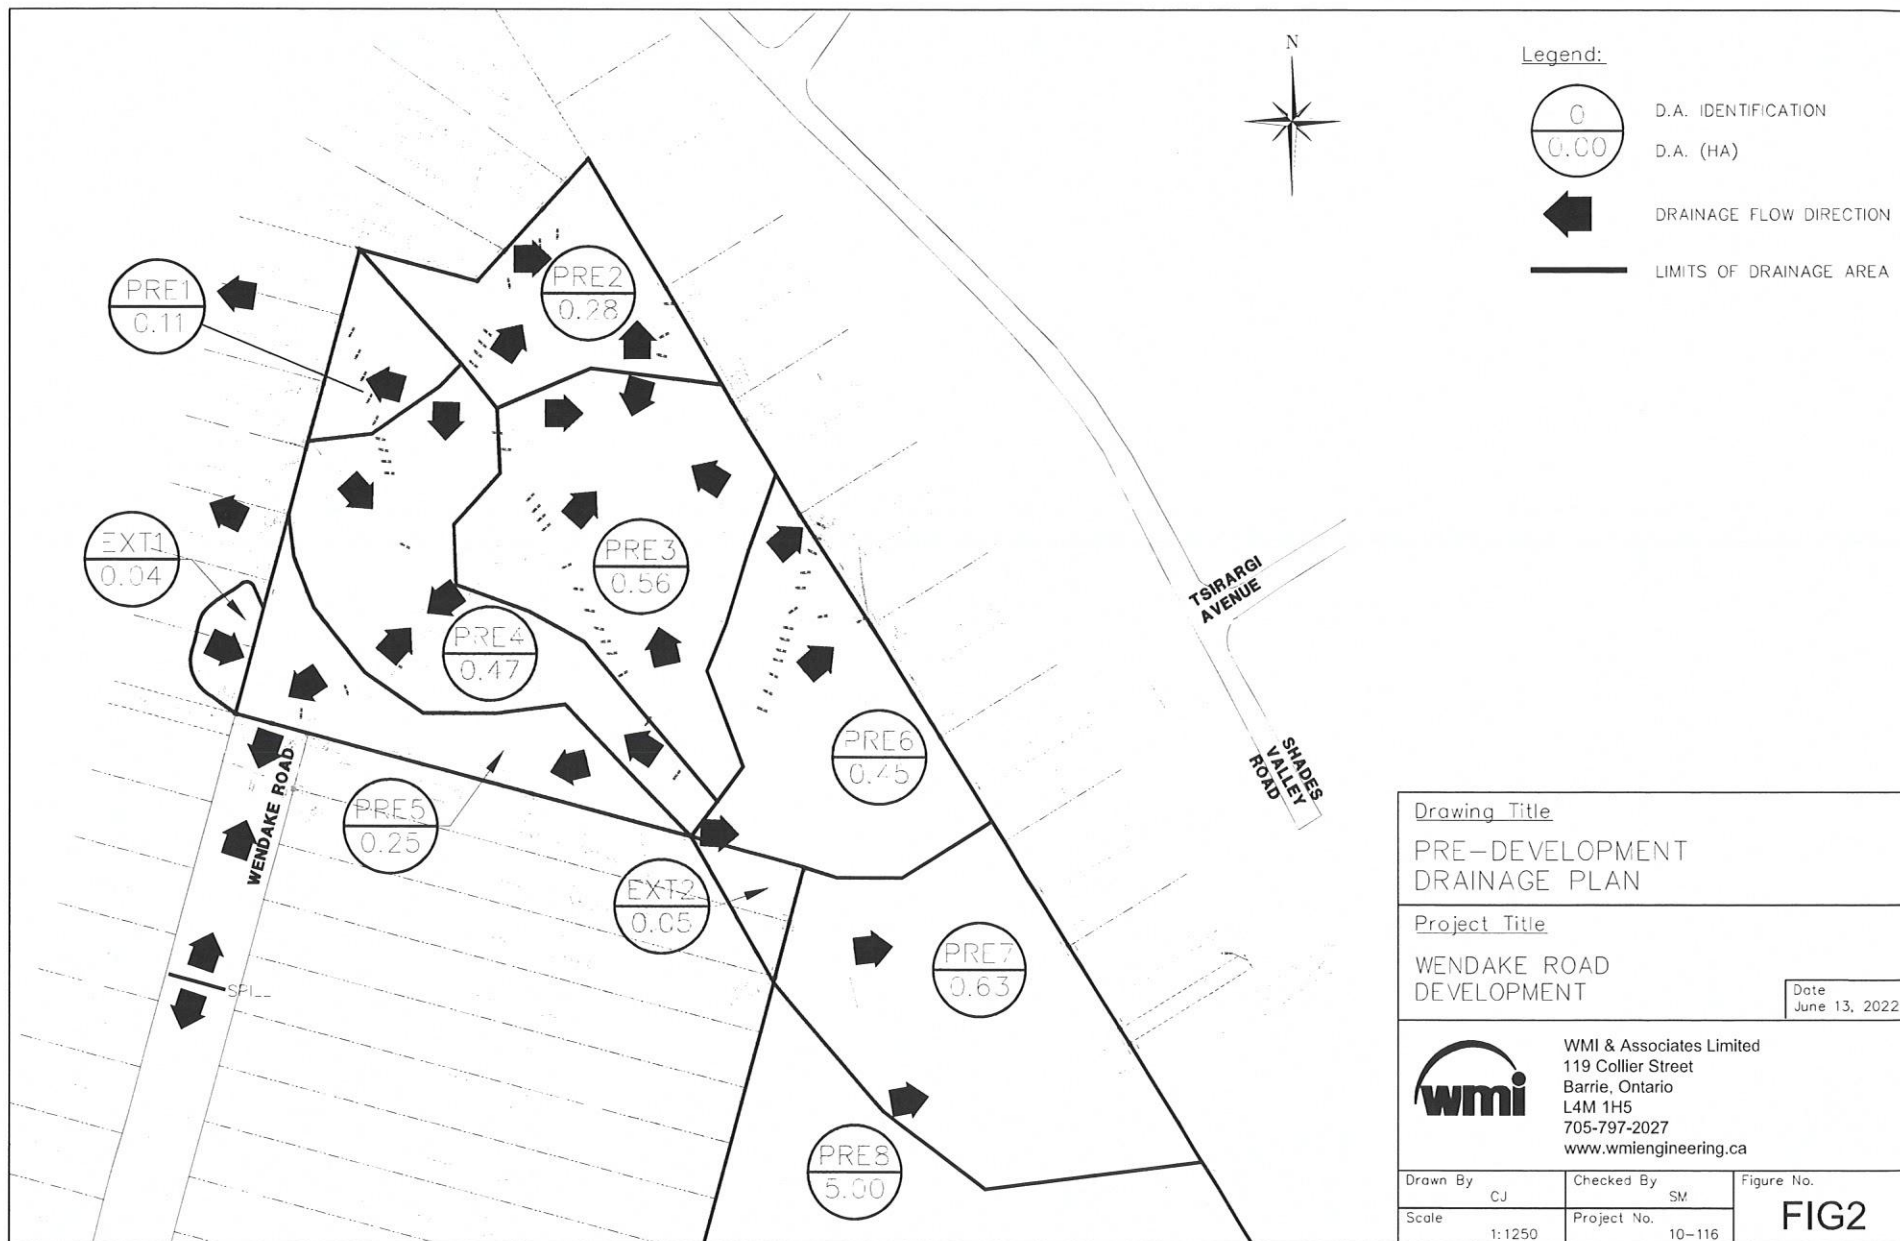 N
Legend:
0
0.00
D.A. IDENTIFICATION
D.A. (HA)
DRAINAGE FLOW DIRECTION
LIMITS OF DRAINAGE AREA
PRE1
0.11
PRE2
0.28
EXT1
0.04
PRE3
0.56
PRE4
0.47
PRE5
0.25
PRE6
0.45
EXT2
0.05
PRE7
0.63
PRE8
5.00
WENDAKE ROAD
SPILL
TSIRARGI
AVENUE
SHADES
VALLEY
ROAD
Drawing Title
PRE-DEVELOPMENT
DRAINAGE PLAN
Project Title
WENDAKE ROAD
DEVELOPMENT
Date
June 13, 2022
wmi
WMI & Associates Limited
119 Collier Street
Barrie, Ontario
L4M 1H5
705-797-2027
www.wmiengineering.ca
Drawn By
CJ
Checked By
SM
Figure No.
FIG2
Scale
1:1250
Project No.
10-116